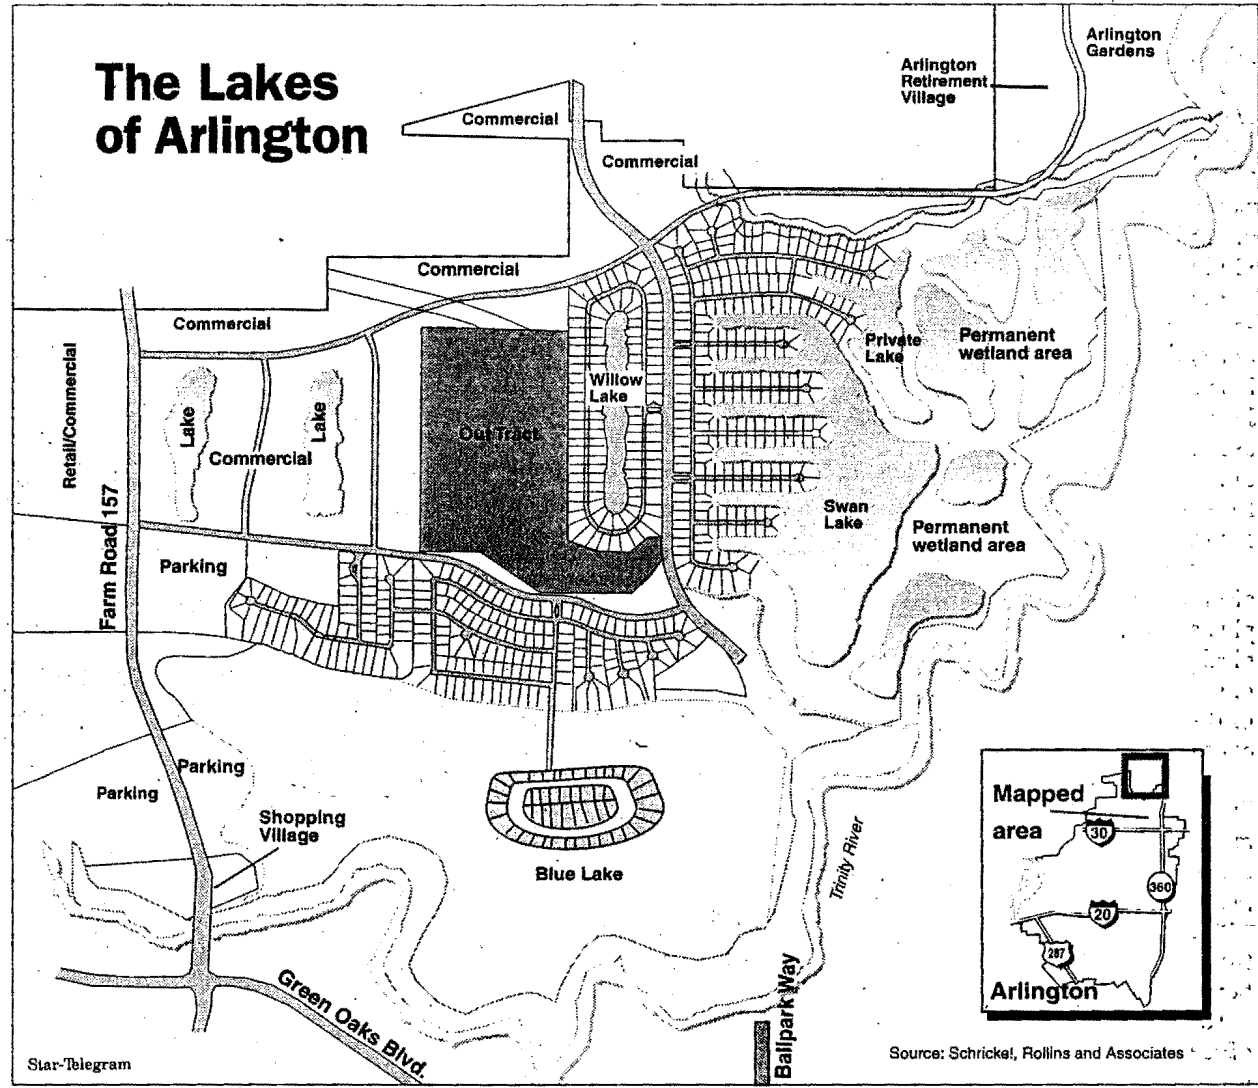 The Lakes
of Arlington
Arlington
Gardens
Arlington
Retirement
Village
Commercial
Commercial
Commercial
Commercial
Retail/Commercial
Lake
Lake
Commercial
Farm Road 157
Out Tract
Willow
Lake
Private
Lake
Permanent
wetland area
Swan
Lake
Permanent
wetland area
Parking
Parking
Parking
Shopping
Village
Blue Lake
Trinity River
Green Oaks Blvd.
Ballpark Way
Mapped
area
30
360
20
287
Arlington
Star-Telegram
Source: Schrickel, Rollins and Associates